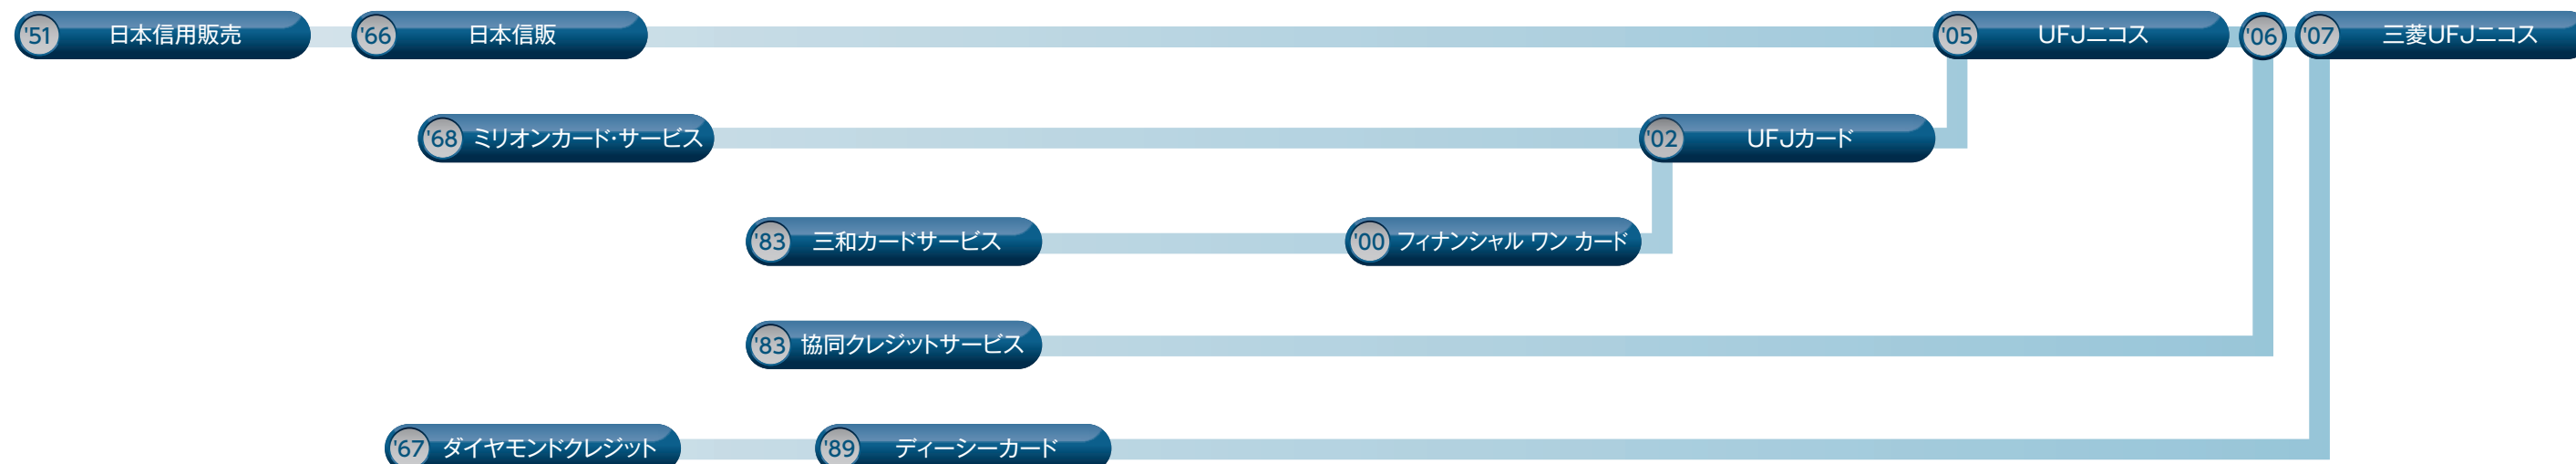 '51 日本信用販売 '66 日本信販 '05 UFJニコス '06 '07 三菱UFJニコス
'68 ミリオンカード・サービス '02 UFJカード
'83 三和カードサービス '00 フィナンシャル ワン カード
'83 協同クレジットサービス
'67 ダイヤモンドクレジット '89 ディーシーカード